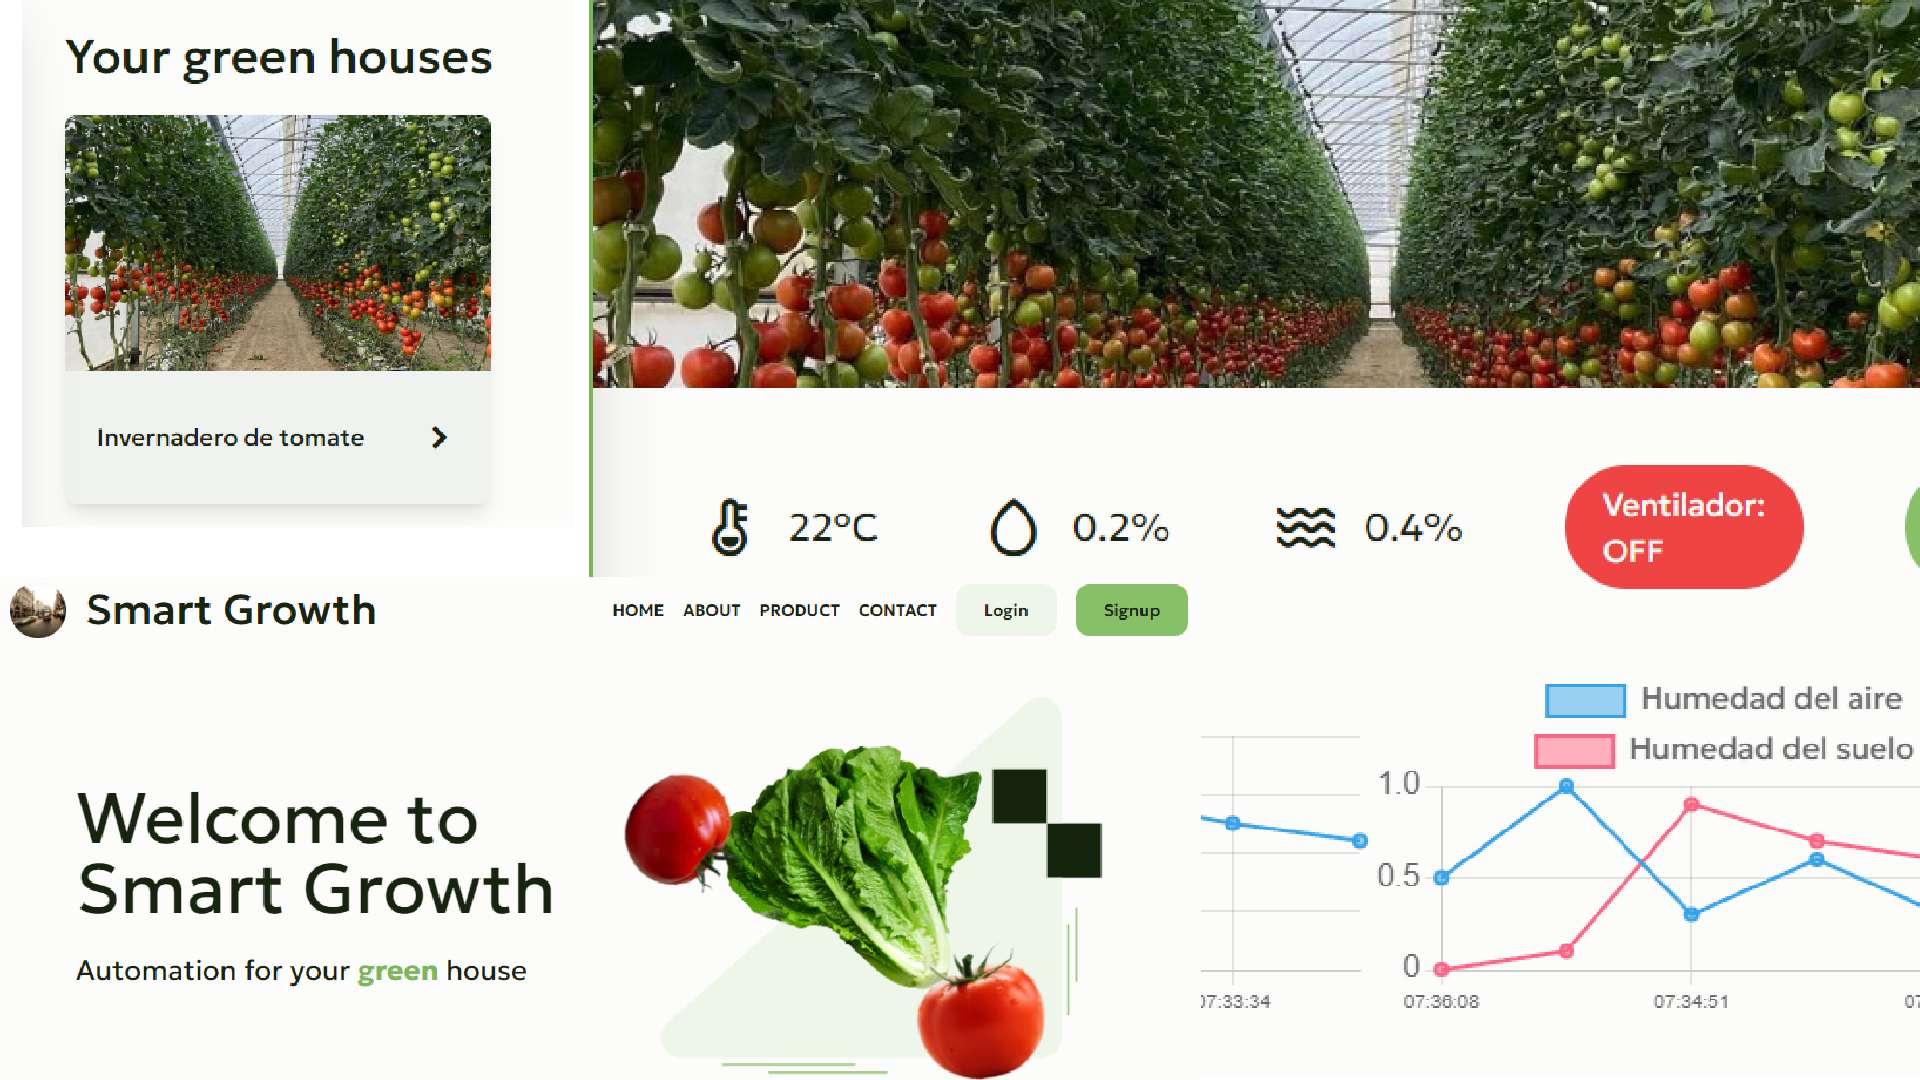 Your green houses
Invernadero de tomate
22°C
0.2%
0.4%
Ventilador:
OFF
Smart Growth
HOME
ABOUT
PRODUCT
CONTACT
Login
Signup
Welcome to
Smart Growth
Automation for your green house
Humedad del aire
Humedad del suelo
1.0
0.5
0
07:33:34
07:36:08
07:34:51